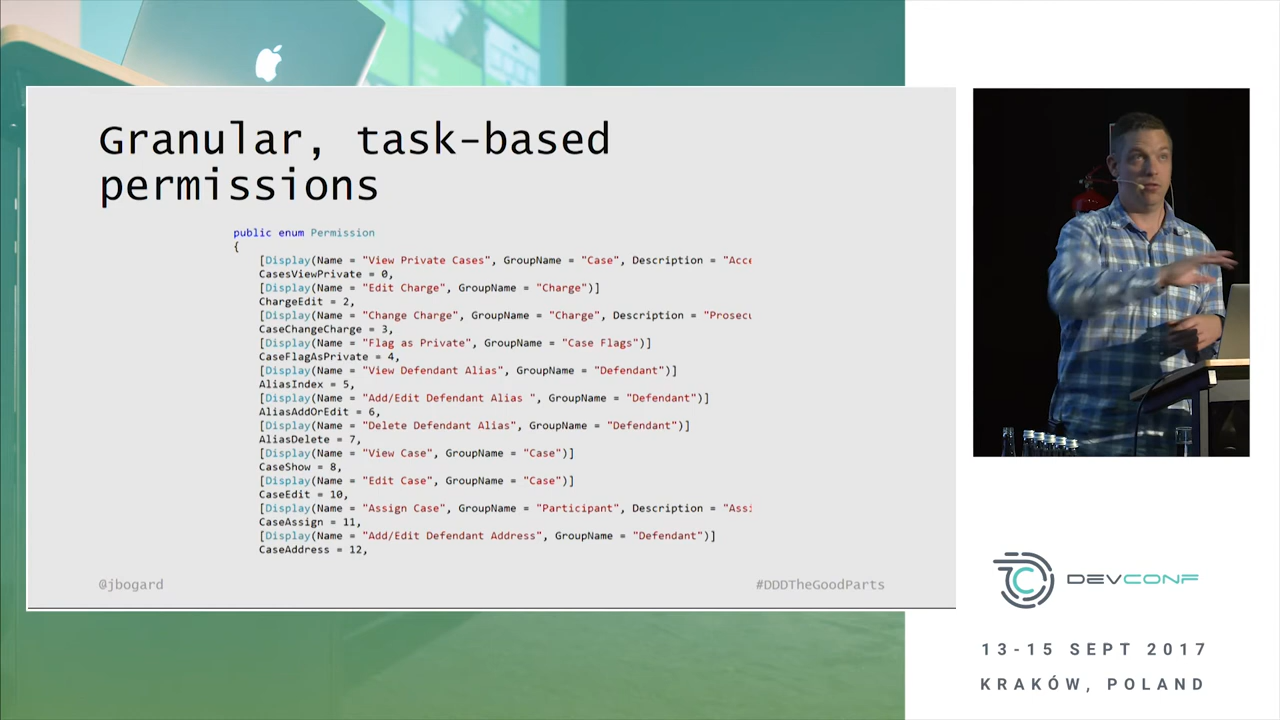 Granular, task-based
permissions
public enum Permission
{
[Display(Name = "View Private Cases", GroupName = "Case", Description = "Acce
CasesViewPrivate = 0,
[Display(Name = "Edit Charge", GroupName = "Charge")]
ChargeEdit = 2,
[Display(Name = "Change Charge", GroupName = "Charge", Description = "Prosecu
CaseChangeCharge = 3,
[Display(Name = "Flag as Private", GroupName = "Case Flags")]
CaseFlagAsPrivate = 4,
[Display(Name = "View Defendant Alias", GroupName = "Defendant")]
AliasIndex = 5,
[Display(Name = "Add/Edit Defendant Alias ", GroupName = "Defendant")]
AliasAddOrEdit = 6,
[Display(Name = "Delete Defendant Alias", GroupName = "Defendant")]
AliasDelete = 7,
[Display(Name = "View Case", GroupName = "Case")]
CaseShow = 8,
[Display(Name = "Edit Case", GroupName = "Case")]
CaseEdit = 10,
[Display(Name = "Assign Case", GroupName = "Participant", Description = "Assi
CaseAssign = 11,
[Display(Name = "Add/Edit Defendant Address", GroupName = "Defendant")]
CaseAddress = 12,
@jbogard
#DDDTheGoodParts
DEVCONF
13-15 SEPT 2017
KRAKÓW, POLAND